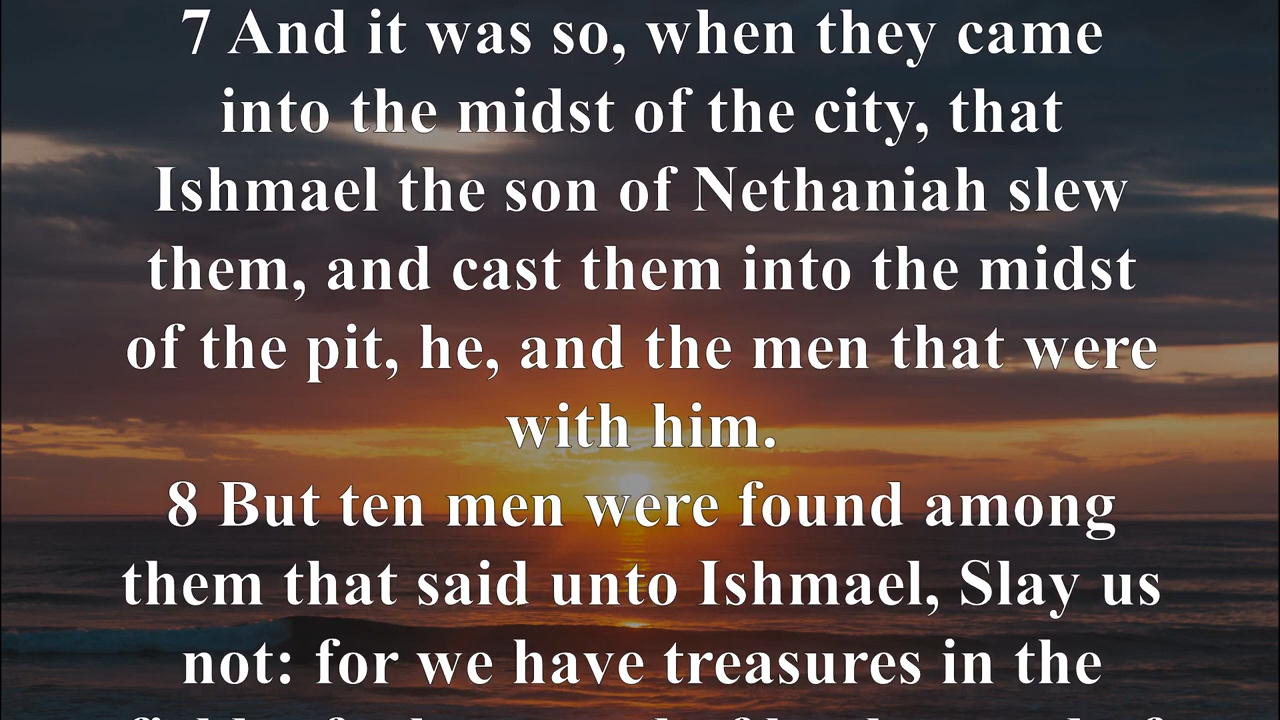 7 And it was so, when they came
into the midst of the city, that
Ishmael the son of Nethaniah slew
them, and cast them into the midst
of the pit, he, and the men that were
with him.
8 But ten men were found among
them that said unto Ishmael, Slay us
not: for we have treasures in the